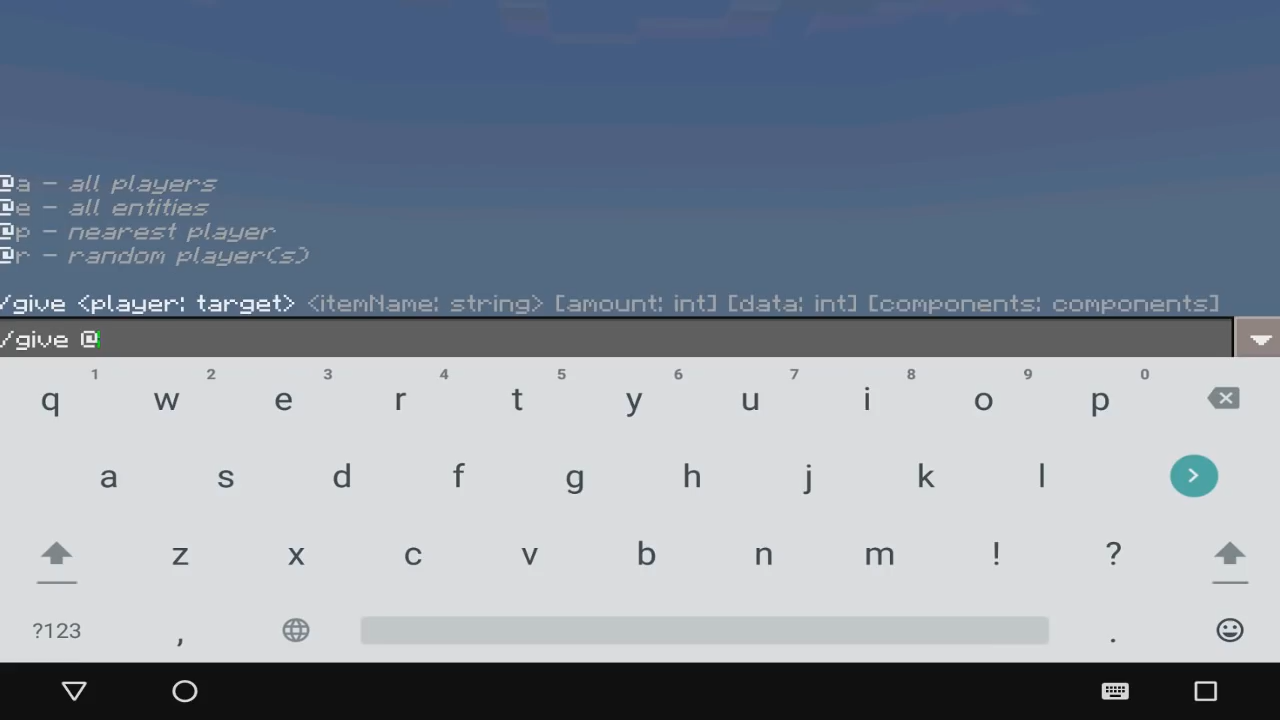 @a - all players
@e - all entities
@p - nearest player
@r - random player(s)
/give <player: target> <itemName: string> [amount: int] [data: int] [components: components]
/give @
1 2 3 4 5 6 7 8 9 0
q w e r t y u i o p
a s d f g h j k l
z x c v b n m ! ?
?123 , .